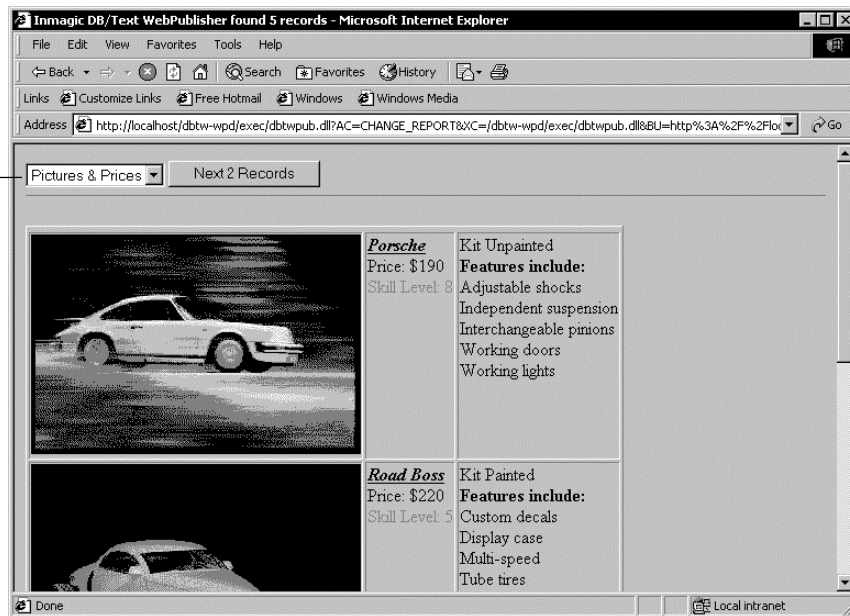 Inmagic DB/Text WebPublisher found 5 records - Microsoft Internet Explorer
File Edit View Favorites Tools Help
Back Search Favorites History
Links Customize Links Free Hotmail Windows Windows Media
Address http://localhost/dbtw-wpd/exec/dbtwpub.dll?AC=CHANGE_REPORT&XC=/dbtw-wpd/exec/dbtwpub.dll&BU=http%3A%2F%2Flo Go
Pictures & Prices Next 2 Records
Porsche
Price: $190
Skill Level: 8
Kit Unpainted
Features include:
Adjustable shocks
Independent suspension
Interchangeable pinions
Working doors
Working lights
Road Boss
Price: $220
Skill Level: 5
Kit Painted
Features include:
Custom decals
Display case
Multi-speed
Tube tires
Done Local intranet